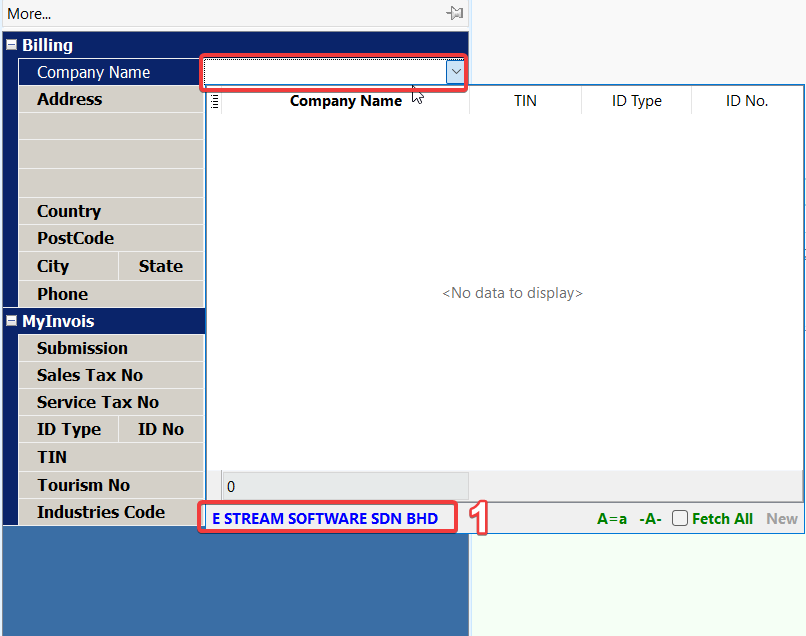 More...
Billing
Company Name
Address
Company Name TIN ID Type ID No.
Country
PostCode
City State
Phone
<No data to display>
MyInvois
Submission
Sales Tax No
Service Tax No
ID Type ID No
TIN
Tourism No
0
Industries Code
E STREAM SOFTWARE SDN BHD 1 A=a -A- Fetch All New